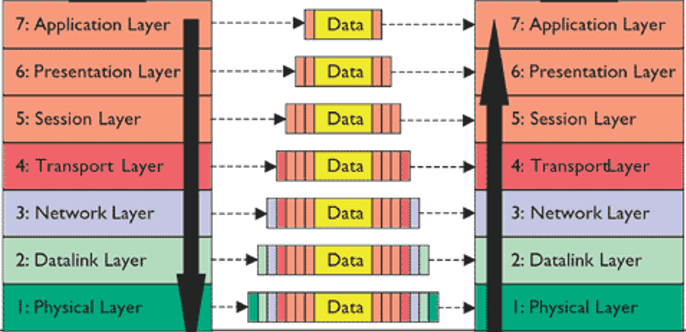 7: Application Layer Data 7: Application Layer
6: Presentation Layer Data 6: Presentation Layer
5: Session Layer Data 5: Session Layer
4: Transport Layer Data 4: TransportLayer
3: Network Layer Data 3: Network Layer
2: Datalink Layer Data 2: Datalink Layer
1: Physical Layer Data 1: Physical Layer